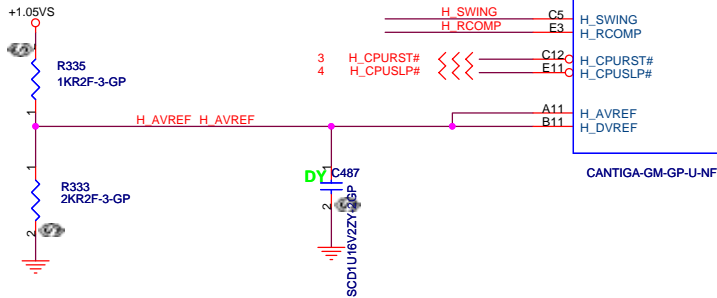 +1.05VS
R335
1KR2F-3-GP
1
H_AVREF H_AVREF
1
R333
2KR2F-3-GP
2
DY
1
C487
2
SCD1U16V2ZY-2GP
H_SWING
C5
H_SWING
H_RCOMP
E3
H_RCOMP
3 H_CPURST#
C12
H_CPURST#
4 H_CPUSLP#
E11
H_CPUSLP#
A11
H_AVREF
B11
H_DVREF
CANTIGA-GM-GP-U-NF